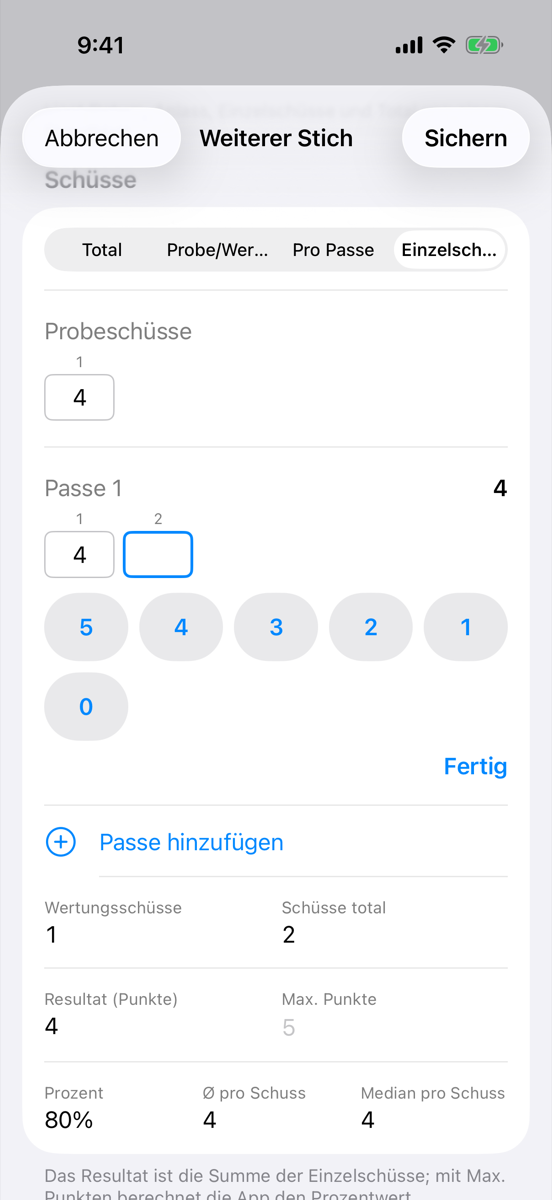 9:41
Abbrechen
Weiterer Stich
Sichern
Schüsse
Total
Probe/Wer...
Pro Passe
Einzelsch...
Probeschüsse
1
4
Passe 1
4
1
2
4
5
4
3
2
1
0
Fertig
Passe hinzufügen
Wertungsschüsse
Schüsse total
1
2
Resultat (Punkte)
Max. Punkte
4
5
Prozent
Ø pro Schuss
Median pro Schuss
80%
4
4
Das Resultat ist die Summe der Einzelschüsse; mit Max.
Punkten berechnet die App den Prozentwert.